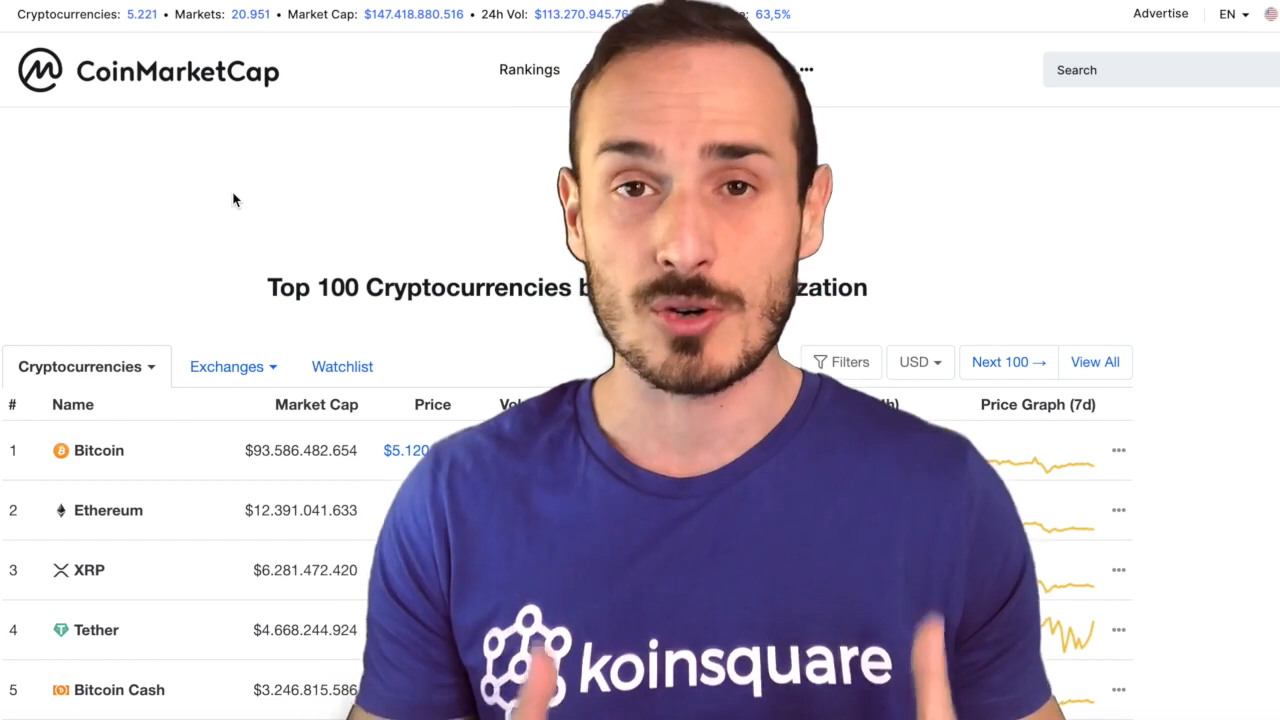 Cryptocurrencies: 5.221 • Markets: 20.951 • Market Cap: $147.418.880.516 • 24h Vol: $113.270.945.76 63,5%
Advertise EN
CoinMarketCap
Rankings
Search
Top 100 Cryptocurrencies
Cryptocurrencies
Exchanges
Watchlist
Filters
USD
Next 100 →
View All
# Name Market Cap Price Price Graph (7d)
1 Bitcoin $93.586.482.654 $5.120
2 Ethereum $12.391.041.633
3 XRP $6.281.472.420
4 Tether $4.668.244.924
5 Bitcoin Cash $3.246.815.586
koinsquare